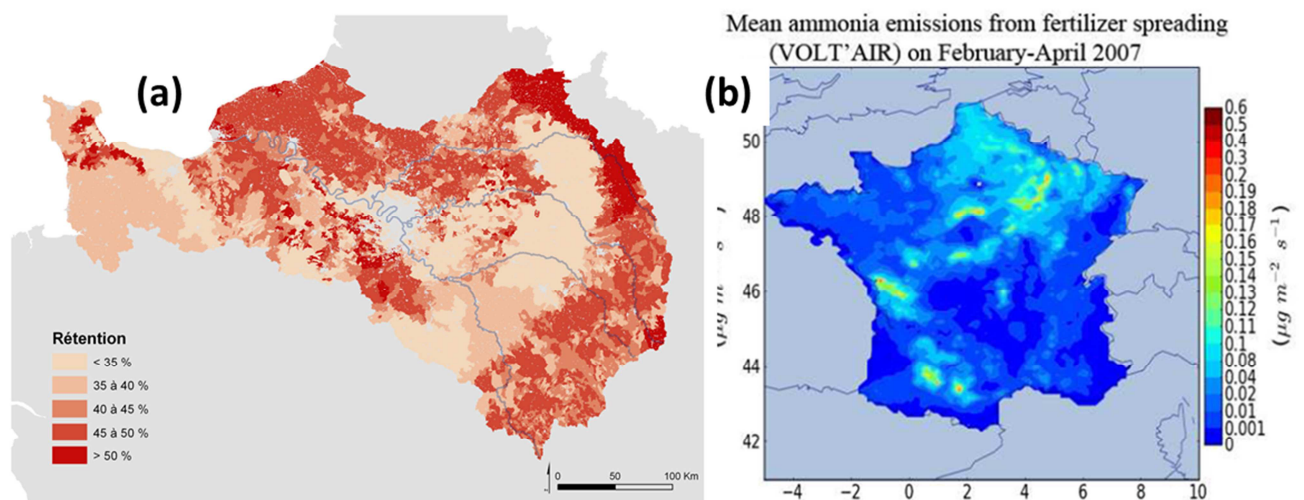 (a)
Rétention
< 35 %
35 à 40 %
40 à 45 %
45 à 50 %
> 50 %
0 50 100 Km
Mean ammonia emissions from fertilizer spreading
(VOLT'AIR) on February-April 2007
(b)
50
48
46
44
42
−4 −2 0 2 4 6 8 10
0.6
0.5
0.4
0.3
0.2
0.19
0.18
0.17
0.16
0.15
0.14
0.13
0.12
0.11
0.1
0.08
0.04
0.02
0.01
0.001
0
(μg m⁻² s⁻¹)